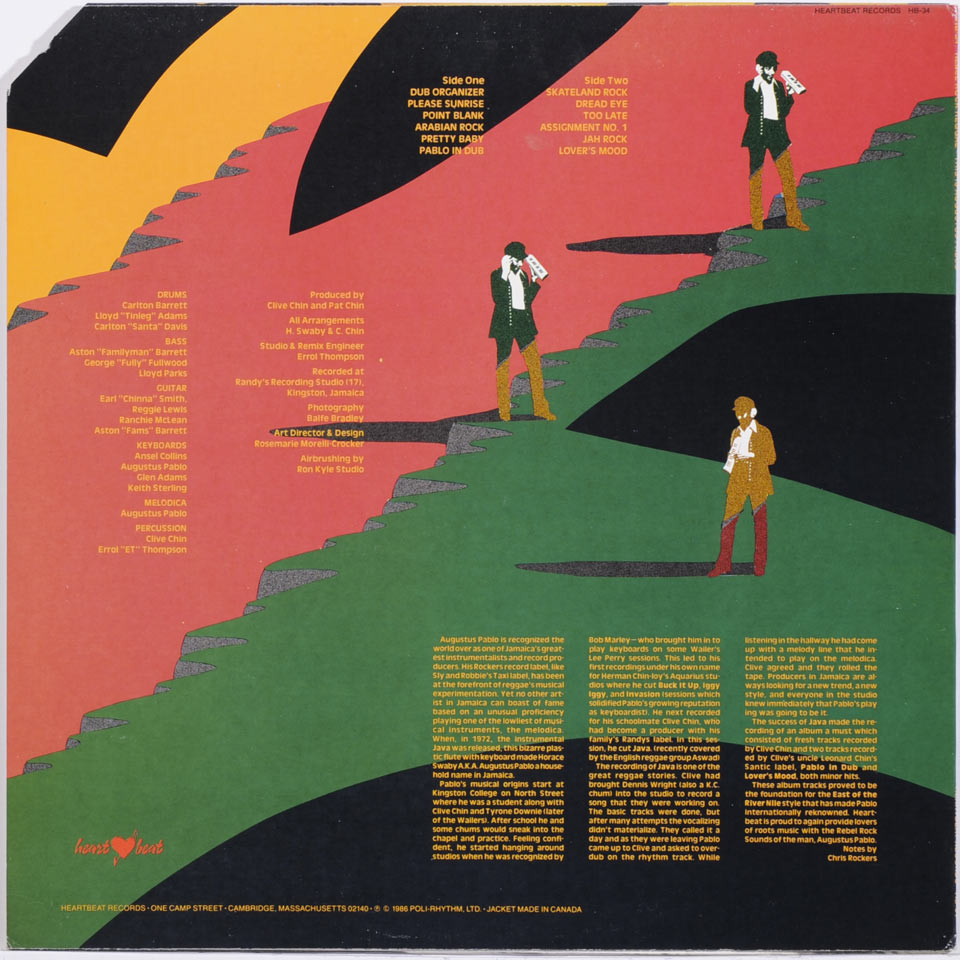 HEARTBEAT RECORDS HB-34
Side One
DUB ORGANIZER
PLEASE SUNRISE
POINT BLANK
ARABIAN ROCK
PRETTY BABY
PABLO IN DUB
Side Two
SKATELAND ROCK
DREAD EYE
TOO LATE
ASSIGNMENT NO. 1
JAH ROCK
LOVER'S MOOD
DRUMS
Carlton Barrett
Lloyd "Tinleg" Adams
Carlton "Santa" Davis
BASS
Aston "Familyman" Barrett
George "Fully" Fullwood
Lloyd Parks
GUITAR
Earl "Chinna" Smith,
Reggie Lewis
Ranchie McLean
Aston "Fams" Barrett
KEYBOARDS
Ansel Collins
Augustus Pablo
Glen Adams
Keith Sterling
MELODICA
Augustus Pablo
PERCUSSION
Clive Chin
Errol "ET" Thompson
Produced by
Clive Chin and Pat Chin
All Arrangements
H. Swaby & C. Chin
Studio & Remix Engineer
Errol Thompson
Recorded at
Randy's Recording Studio (17),
Kingston, Jamaica
Photography
Balfe Bradley
Art Director & Design
Rosemarie Morelli-Crocker
Airbrushing by
Ron Kyle Studio
Augustus Pablo is recognized the
world over as one of Jamaica's great-
est instrumentalists and record pro-
ducers. His Rockers record label, like
Sly and Robbie's Taxi label, has been
at the forefront of reggae's musical
experimentation. Yet no other art-
ist in Jamaica can boast of fame
based on an unusual proficiency
playing one of the lowliest of musi-
cal instruments, the melodica.
When, in 1972, the instrumental
Java was released, this bizarre plas-
tic flute with keyboard made Horace
Swaby A.K.A. Augustus Pablo a house-
hold name in Jamaica.
Pablo's musical origins start at
Kingston College on North Street
where he was a student along with
Clive Chin and Tyrone Downie (later
of the Wailers). After school he and
some chums would sneak into the
chapel and practice. Feeling confi-
dent, he started hanging around
studios when he was recognized by
Bob Marley – who brought him in to
play keyboards on some Wailer's
Lee Perry sessions. This led to his
first recordings under his own name
for Herman Chin-loy's Aquarius stu-
dios where he cut Buck It Up, Iggy
Iggy, and Invasion (sessions which
solidified Pablo's growing reputation
as keyboardist). He next recorded
for his schoolmate Clive Chin, who
had become a producer with his
family's Randys label. In this ses-
sion, he cut Java. (recently covered
by the English reggae group Aswad)
The recording of Java is one of the
great reggae stories. Clive had
brought Dennis Wright (also a K.C.
chum) into the studio to record a
song that they were working on.
The basic tracks were done, but
after many attempts the vocalizing
didn't materialize. They called it a
day and as they were leaving Pablo
came up to Clive and asked to over-
dub on the rhythm track. While
listening in the hallway he had come
up with a melody line that he in-
tended to play on the melodica.
Clive agreed and they rolled the
tape. Producers in Jamaica are al-
ways looking for a new trend, a new
style, and everyone in the studio
knew immediately that Pablo's play
ing was going to be it.
The success of Java made the re-
cording of an album a must which
consisted of fresh tracks recorded
by Clive Chin and two tracks record-
ed by Clive's uncle Leonard Chin's
Santic label, Pablo in Dub and
Lover's Mood, both minor hits.
These album tracks proved to be
the foundation for the East of the
River Nile style that has made Pablo
internationally reknowned. Heart-
beat is proud to again provide lovers
of roots music with the Rebel Rock
Sounds of the man, Augustus Pablo.
Notes by
Chris Rockers
heart beat
HEARTBEAT RECORDS • ONE CAMP STREET • CAMBRIDGE, MASSACHUSETTS 02140 • ℗ © 1986 POLI-RHYTHM, LTD. • JACKET MADE IN CANADA